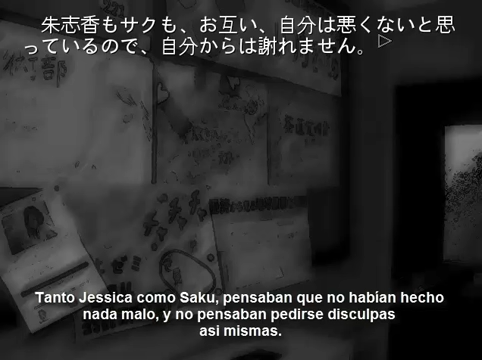 朱志香もサクも、お互い、自分は悪くないと思
っているので、自分からは謝れません。
Tanto Jessica como Saku, pensaban que no habían hecho
nada malo, y no pensaban pedirse disculpas
asi mismas.